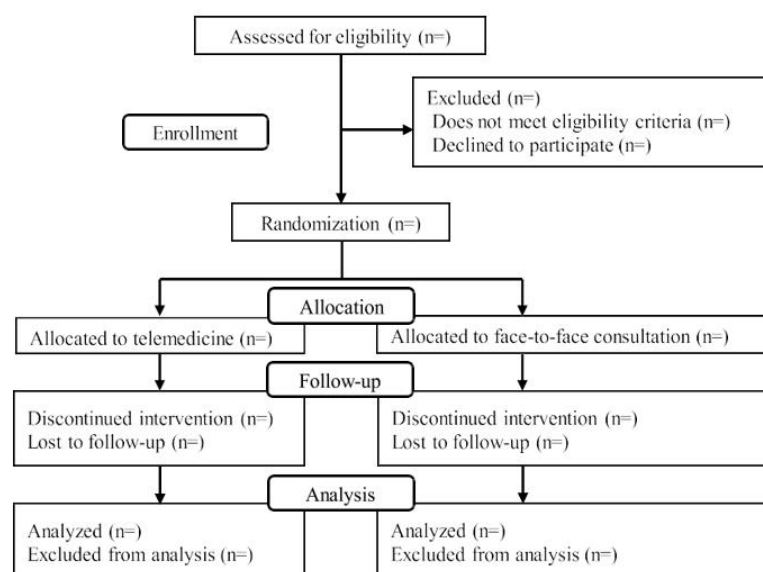 Assessed for eligibility (n=)
Excluded (n=)
Does not meet eligibility criteria (n=)
Declined to participate (n=)
Enrollment
Randomization (n=)
Allocation
Allocated to telemedicine (n=)
Allocated to face-to-face consultation (n=)
Follow-up
Discontinued intervention (n=)
Lost to follow-up (n=)
Discontinued intervention (n=)
Lost to follow-up (n=)
Analysis
Analyzed (n=)
Excluded from analysis (n=)
Analyzed (n=)
Excluded from analysis (n=)